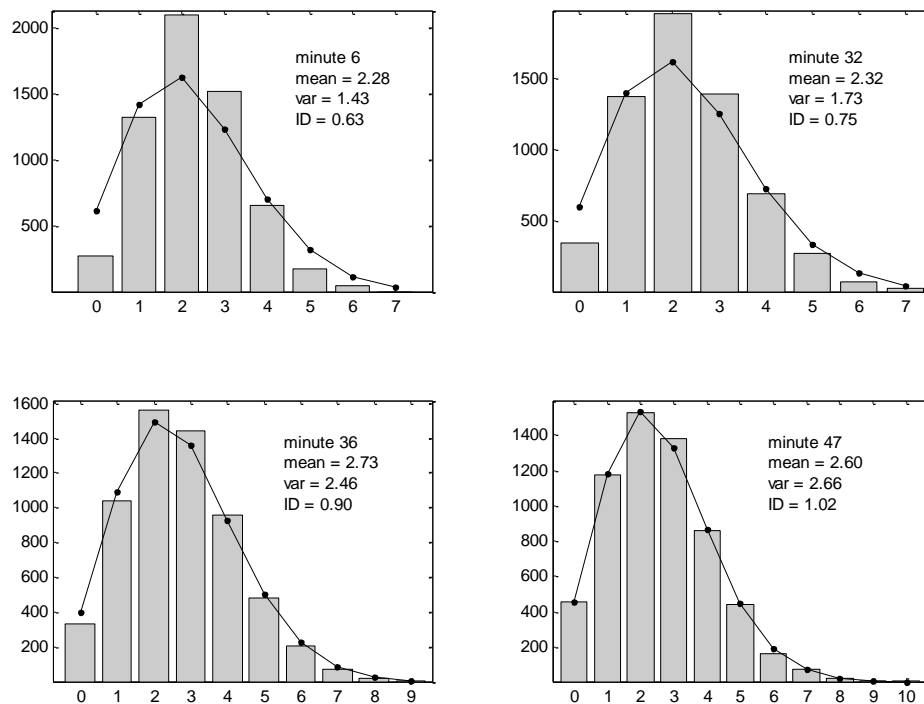 2000
1500
1000
500
0 1 2 3 4 5 6 7
minute 6
mean = 2.28
var = 1.43
ID = 0.63
1500
1000
500
0 1 2 3 4 5 6 7
minute 32
mean = 2.32
var = 1.73
ID = 0.75
1600
1400
1200
1000
800
600
400
200
0 1 2 3 4 5 6 7 8 9
minute 36
mean = 2.73
var = 2.46
ID = 0.90
1400
1200
1000
800
600
400
200
0 1 2 3 4 5 6 7 8 9 10
minute 47
mean = 2.60
var = 2.66
ID = 1.02